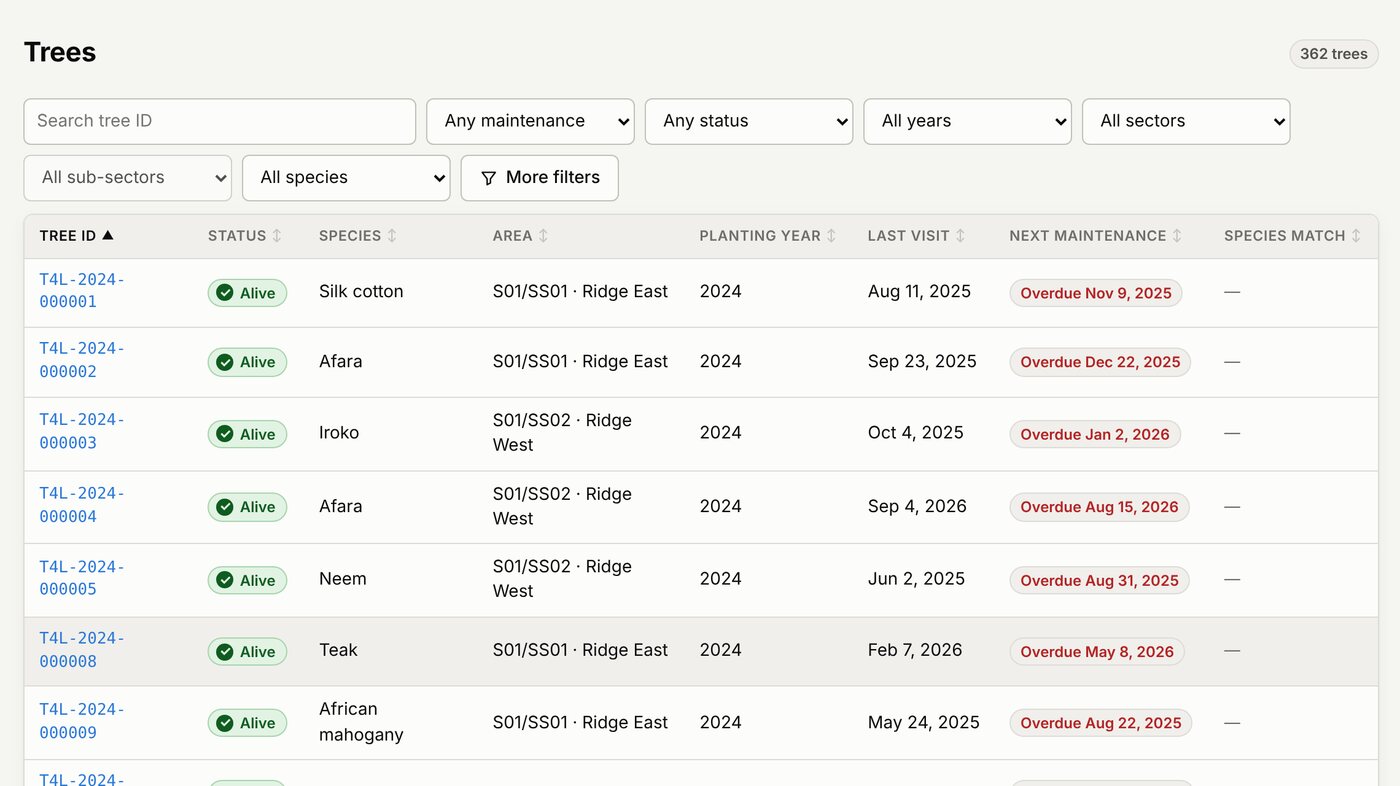 Trees
362 trees
Search tree ID
Any maintenance
Any status
All years
All sectors
All sub-sectors
All species
More filters
TREE ID STATUS SPECIES AREA PLANTING YEAR LAST VISIT NEXT MAINTENANCE SPECIES MATCH
T4L-2024-
000001
Alive
Silk cotton
S01/SS01 · Ridge East
2024
Aug 11, 2025
Overdue Nov 9, 2025
—
T4L-2024-
000002
Alive
Afara
S01/SS01 · Ridge East
2024
Sep 23, 2025
Overdue Dec 22, 2025
—
T4L-2024-
000003
Alive
Iroko
S01/SS02 · Ridge
West
2024
Oct 4, 2025
Overdue Jan 2, 2026
—
T4L-2024-
000004
Alive
Afara
S01/SS02 · Ridge
West
2024
Sep 4, 2026
Overdue Aug 15, 2026
—
T4L-2024-
000005
Alive
Neem
S01/SS02 · Ridge
West
2024
Jun 2, 2025
Overdue Aug 31, 2025
—
T4L-2024-
000008
Alive
Teak
S01/SS01 · Ridge East
2024
Feb 7, 2026
Overdue May 8, 2026
—
T4L-2024-
000009
Alive
African
mahogany
S01/SS01 · Ridge East
2024
May 24, 2025
Overdue Aug 22, 2025
—
T4L-2024-